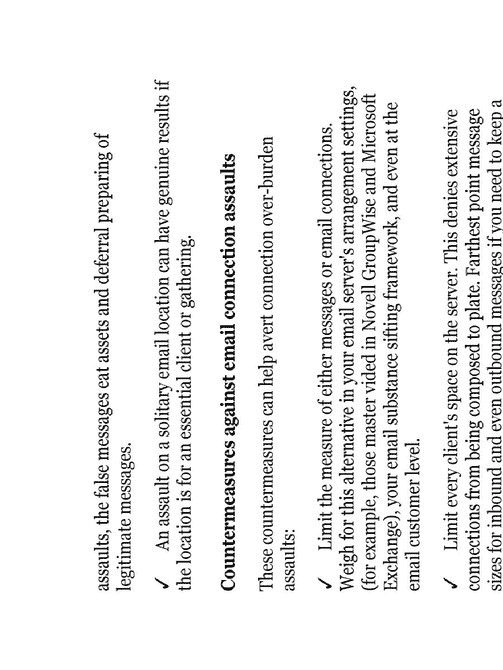 assaults, the false messages eat assets and deferral preparing of
legitimate messages.
✓ An assault on a solitary email location can have genuine results if
the location is for an essential client or gathering.
Countermeasures against email connection assaults
These countermeasures can help avert connection over-burden
assaults:
✓ Limit the measure of either messages or email connections.
Weigh for this alternative in your email server's arrangement settings,
(for example, those master vided in Novell GroupWise and Microsoft
Exchange), your email substance sifting framework, and even at the
email customer level.
✓ Limit every client's space on the server. This denies extensive
connections from being composed to plate. Farthest point message
sizes for inbound and even outbound messages if you need to keep a